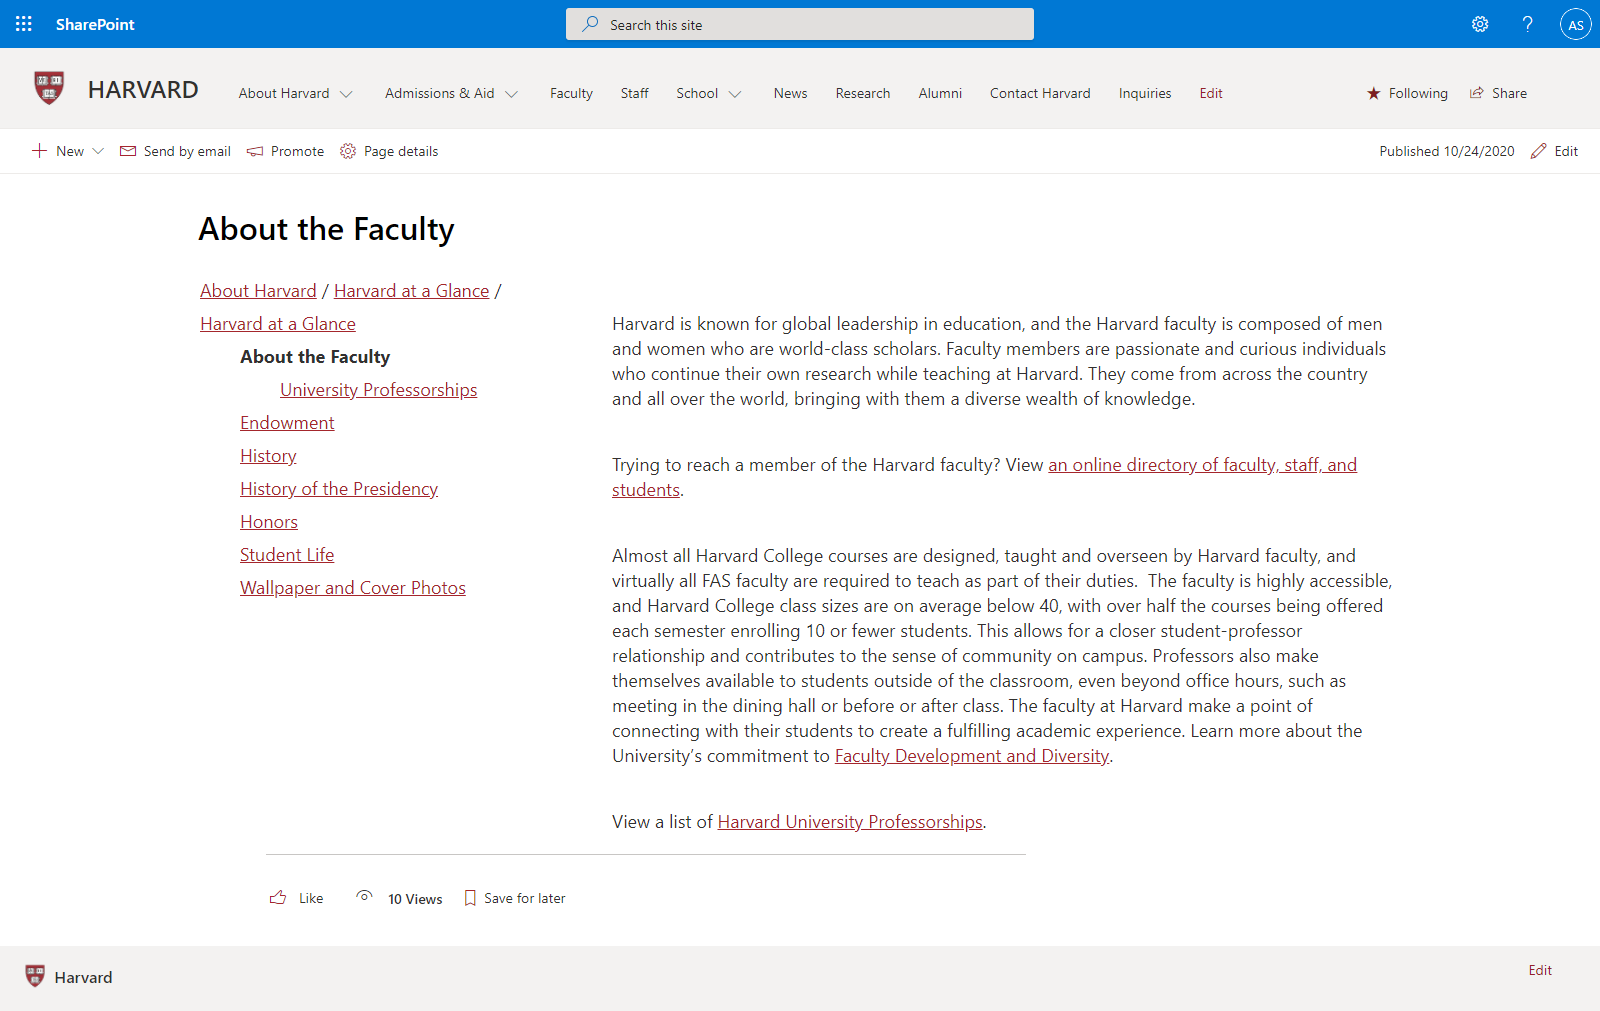 SharePoint
Search this site
AS
HARVARD
About Harvard
Admissions & Aid
Faculty
Staff
School
News
Research
Alumni
Contact Harvard
Inquiries
Edit
Following
Share
New
Send by email
Promote
Page details
Published 10/24/2020
Edit
About the Faculty
About Harvard / Harvard at a Glance /
Harvard at a Glance
About the Faculty
University Professorships
Endowment
History
History of the Presidency
Honors
Student Life
Wallpaper and Cover Photos
Harvard is known for global leadership in education, and the Harvard faculty is composed of men
and women who are world-class scholars. Faculty members are passionate and curious individuals
who continue their own research while teaching at Harvard. They come from across the country
and all over the world, bringing with them a diverse wealth of knowledge.
Trying to reach a member of the Harvard faculty? View an online directory of faculty, staff, and
students.
Almost all Harvard College courses are designed, taught and overseen by Harvard faculty, and
virtually all FAS faculty are required to teach as part of their duties.  The faculty is highly accessible,
and Harvard College class sizes are on average below 40, with over half the courses being offered
each semester enrolling 10 or fewer students. This allows for a closer student-professor
relationship and contributes to the sense of community on campus. Professors also make
themselves available to students outside of the classroom, even beyond office hours, such as
meeting in the dining hall or before or after class. The faculty at Harvard make a point of
connecting with their students to create a fulfilling academic experience. Learn more about the
University’s commitment to Faculty Development and Diversity.
View a list of Harvard University Professorships.
Like
10 Views
Save for later
Harvard
Edit